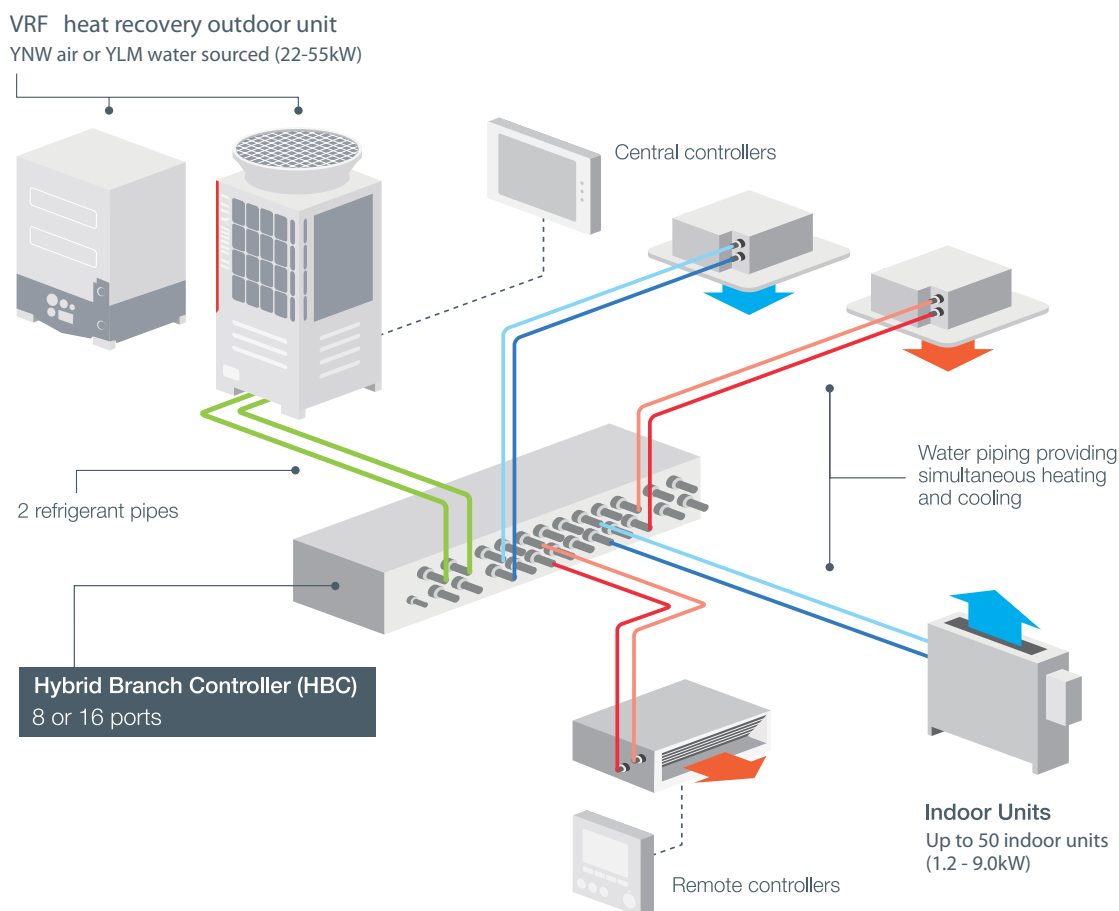 VRF heat recovery outdoor unit
YNW air or YLM water sourced (22-55kW)
Central controllers
Water piping providing
simultaneous heating
and cooling
2 refrigerant pipes
Hybrid Branch Controller (HBC)
8 or 16 ports
Indoor Units
Up to 50 indoor units
(1.2 - 9.0kW)
Remote controllers